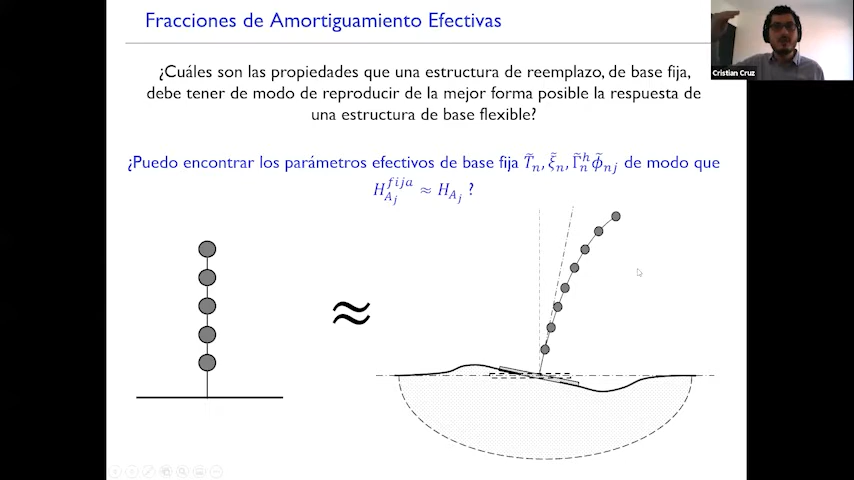 Fracciones de Amortiguamiento Efectivas
Cristian Cruz
¿Cuáles son las propiedades que una estructura de reemplazo, de base fija,
debe tener de modo de reproducir de la mejor forma posible la respuesta de
una estructura de base flexible?
¿Puedo encontrar los parámetros efectivos de base fija T̃ₙ, ξ̃ₙ, Γ̃ₙʰϕ̃ₙⱼ de modo que
H_{A_j}^{fija} ≈ H_{A_j} ?
≈